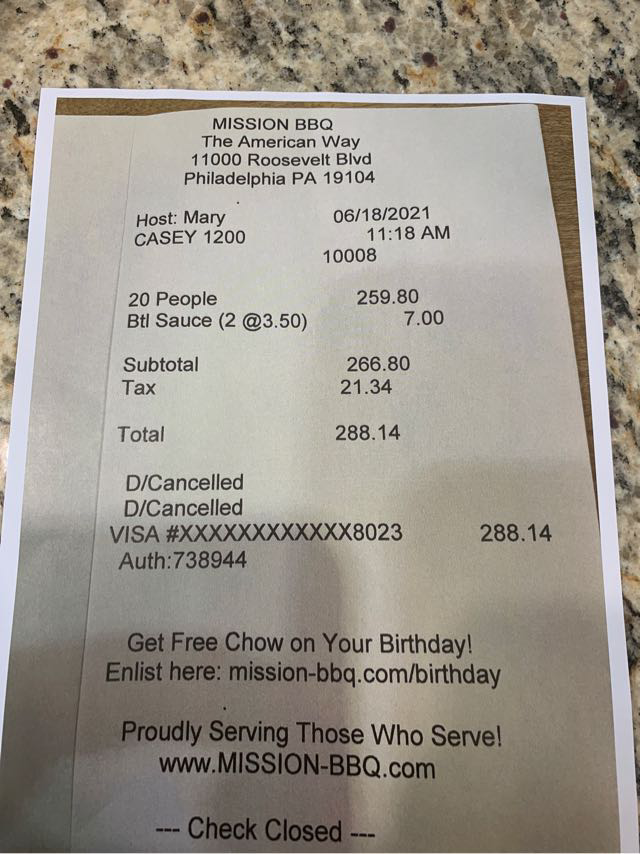 MISSION BBQ
The American Way
11000 Roosevelt Blvd
Philadelphia PA 19104
Host: Mary 06/18/2021
CASEY 1200 11:18 AM
10008
20 People 259.80
Btl Sauce (2 @3.50) 7.00
Subtotal 266.80
Tax 21.34
Total 288.14
D/Cancelled
D/Cancelled
VISA #XXXXXXXXXXXX8023 288.14
Auth:738944
Get Free Chow on Your Birthday!
Enlist here: mission-bbq.com/birthday
Proudly Serving Those Who Serve!
www.MISSION-BBQ.com
--- Check Closed ---